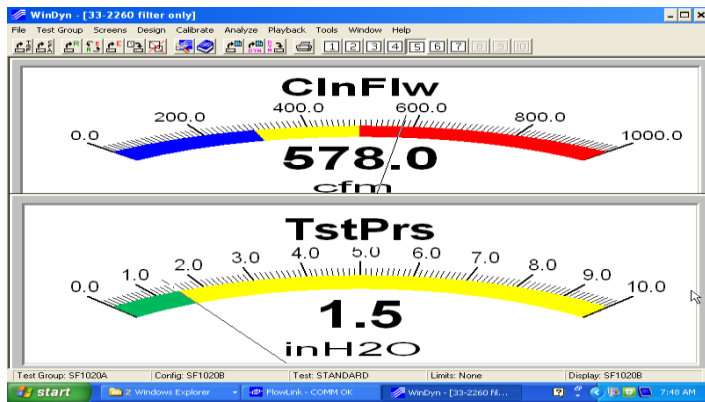 WinDyn - [33-2260 filter only]
File Test Group Screens Design Calibrate Analyze Playback Tools Window Help
1 2 3 4 5 6 7 8 9 10
ClnFlw
0.0 200.0 400.0 600.0 800.0 1000.0
578.0
cfm
TstPrs
0.0 1.0 2.0 3.0 4.0 5.0 6.0 7.0 8.0 9.0 10.0
1.5
inH2O
Test Group: SF1020A Config: SF1020B Test: STANDARD Limits: None Display: SF1020B
start 2 Windows Explorer FlowLink - COMM OK WinDyn - [33-2260 fil... 7:48 AM